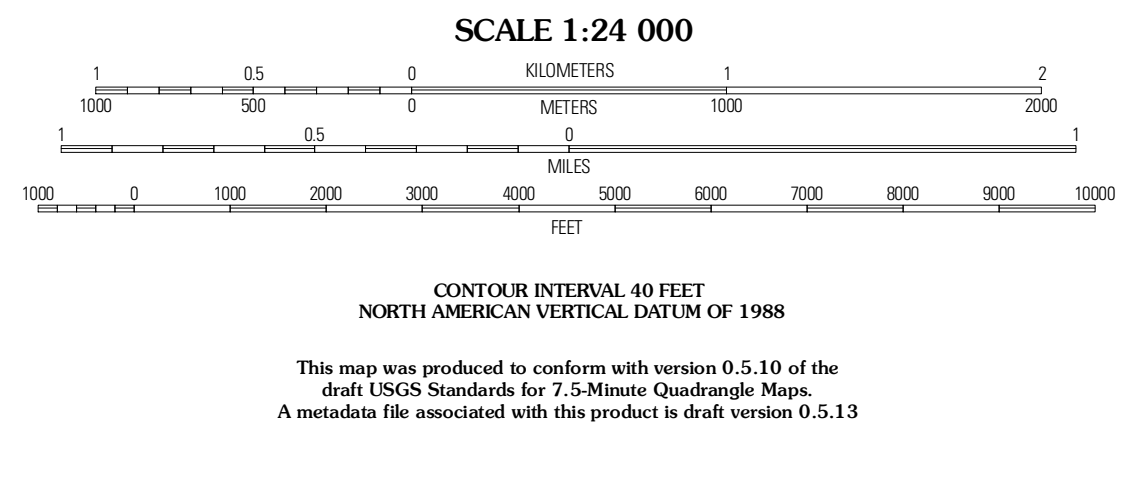 SCALE 1:24 000
1 0.5 0 KILOMETERS 1 2
1000 500 0 METERS 1000 2000
1 0.5 0 1
MILES
1000 0 1000 2000 3000 4000 5000 6000 7000 8000 9000 10000
FEET
CONTOUR INTERVAL 40 FEET
NORTH AMERICAN VERTICAL DATUM OF 1988
This map was produced to conform with version 0.5.10 of the
draft USGS Standards for 7.5-Minute Quadrangle Maps.
A metadata file associated with this product is draft version 0.5.13